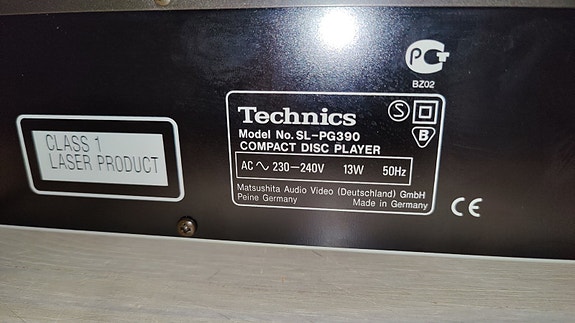 PCT
BZ02
CLASS 1
LASER PRODUCT
Technics
S
B
Model No. SL-PG390
COMPACT DISC PLAYER
AC ∿ 230—240V 13W 50Hz
Matsushita Audio Video (Deutschland) GmbH
Peine Germany Made in Germany
CE